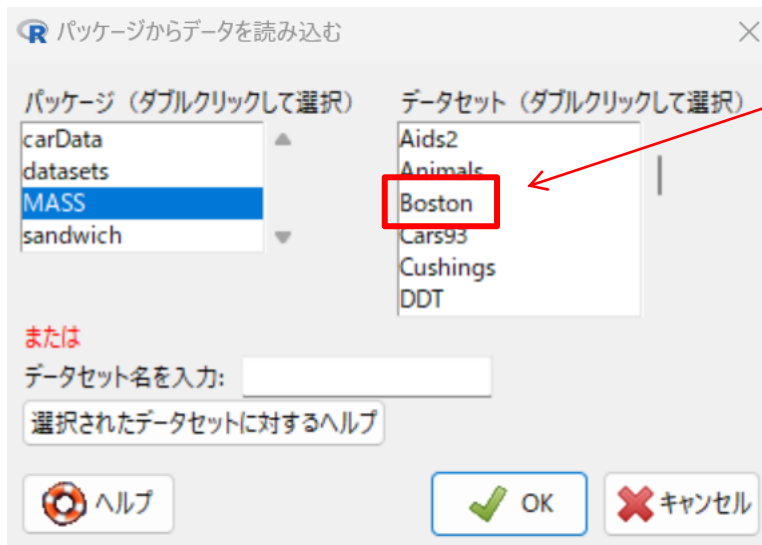 パッケージからデータを読み込む
パッケージ（ダブルクリックして選択）
carData
datasets
MASS
sandwich
データセット（ダブルクリックして選択）
Aids2
Animals
Boston
Cars93
Cushings
DDT
または
データセット名を入力:
選択されたデータセットに対するヘルプ
ヘルプ
OK
キャンセル